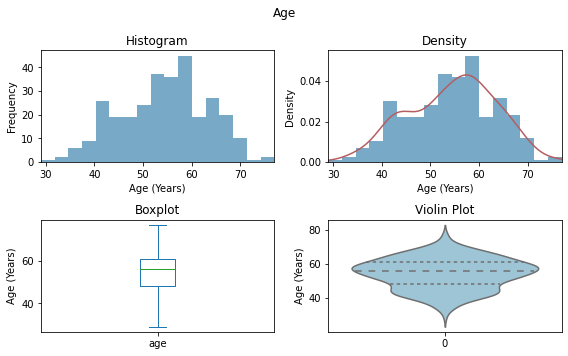 Age
Histogram
Frequency
40
30
20
10
0
30 40 50 60 70
Age (Years)
Density
Density
0.04
0.02
0.00
30 40 50 60 70
Age (Years)
Boxplot
Age (Years)
60
40
age
Violin Plot
Age (Years)
80
60
40
0